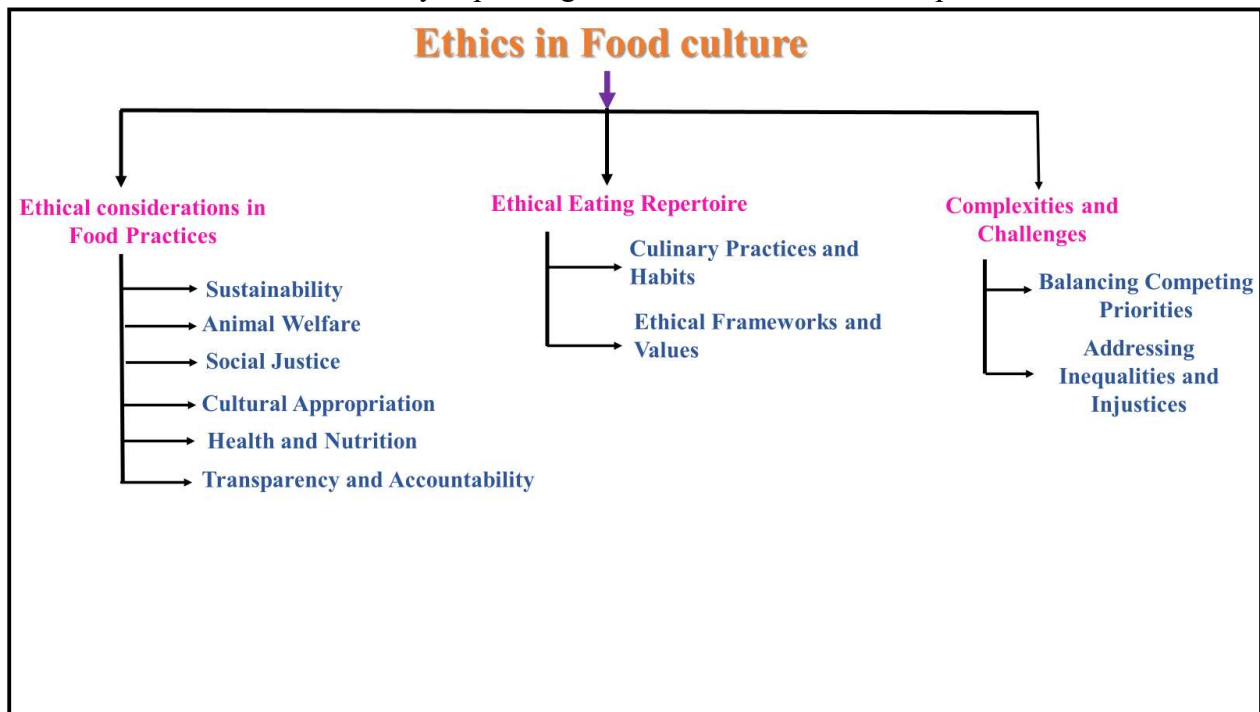 Ethics in Food culture
Ethical considerations in
Food Practices
Sustainability
Animal Welfare
Social Justice
Cultural Appropriation
Health and Nutrition
Transparency and Accountability
Ethical Eating Repertoire
Culinary Practices and
Habits
Ethical Frameworks and
Values
Complexities and
Challenges
Balancing Competing
Priorities
Addressing
Inequalities and
Injustices